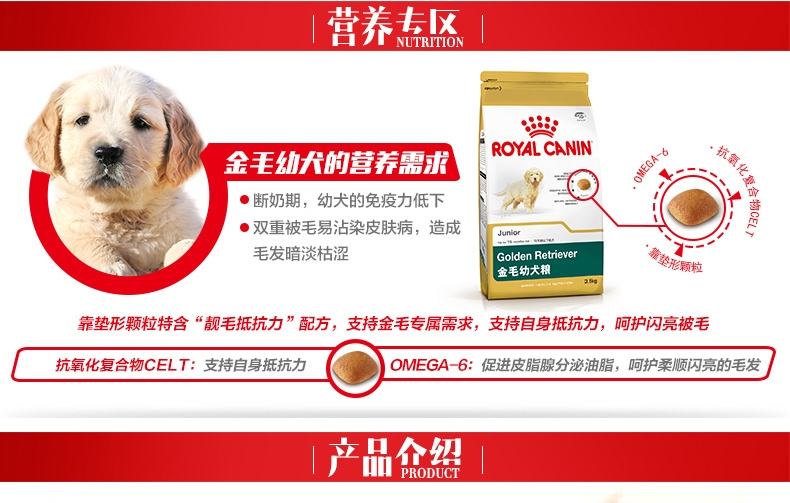 营养专区
NUTRITION
金毛幼犬的营养需求
断奶期，幼犬的免疫力低下
双重被毛易沾染皮肤病，造成
毛发暗淡枯涩
ROYAL CANIN
Junior
Golden Retriever
金毛幼犬粮
3.5kg
OMEGA-6
抗氧化复合物CELT
靠垫形颗粒
靠垫形颗粒特含“靓毛抵抗力”配方，支持金毛专属需求，支持自身抵抗力，呵护闪亮被毛
抗氧化复合物CELT：支持自身抵抗力
OMEGA-6：促进皮脂腺分泌油脂，呵护柔顺闪亮的毛发
产品介绍
PRODUCT